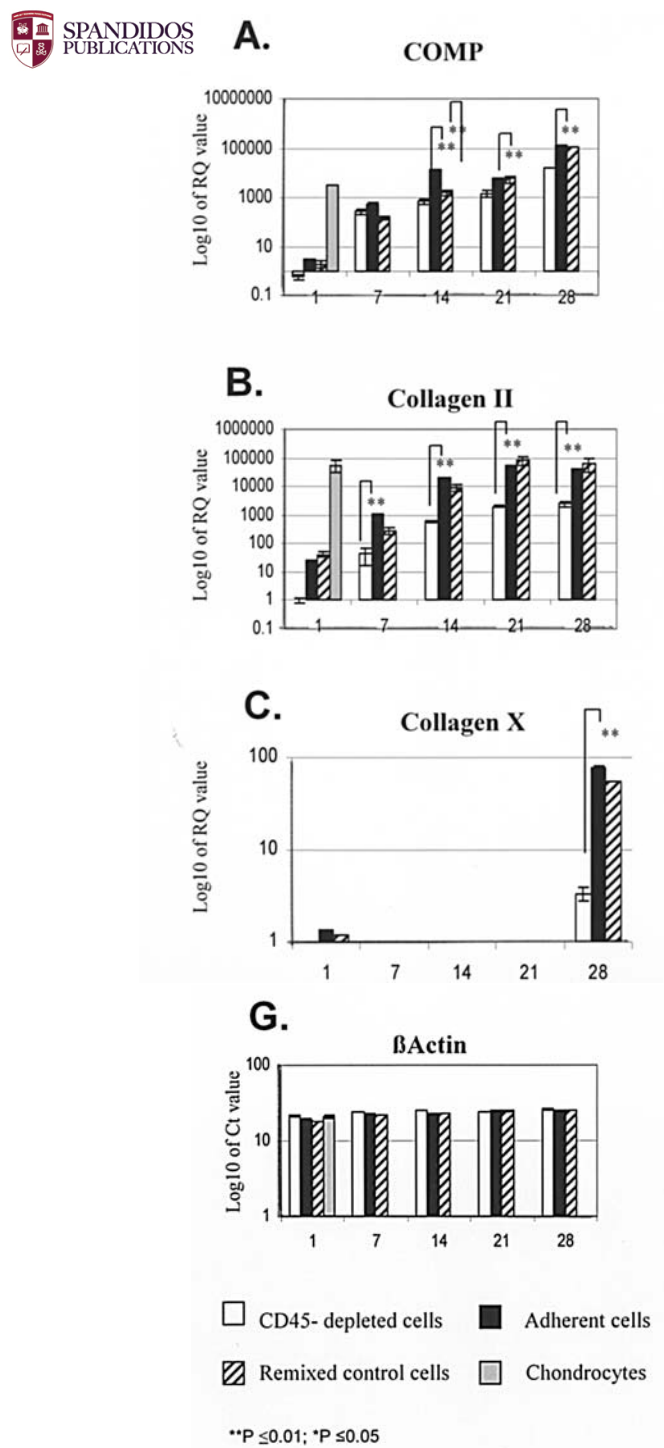 SPANDIDOS
PUBLICATIONS
A.
COMP
Log10 of RQ value
10000000
100000
1000
10
0.1
**
**
**
**
1 7 14 21 28
B.
Collagen II
Log10 of RQ value
1000000
100000
10000
1000
100
10
1
0.1
**
**
**
**
1 7 14 21 28
C.
Collagen X
Log10 of RQ value
100
10
1
**
1 7 14 21 28
G.
ßActin
Log10 of Ct value
100
10
1
1 7 14 21 28
CD45- depleted cells Adherent cells
Remixed control cells Chondrocytes
**P ≤0.01; *P ≤0.05